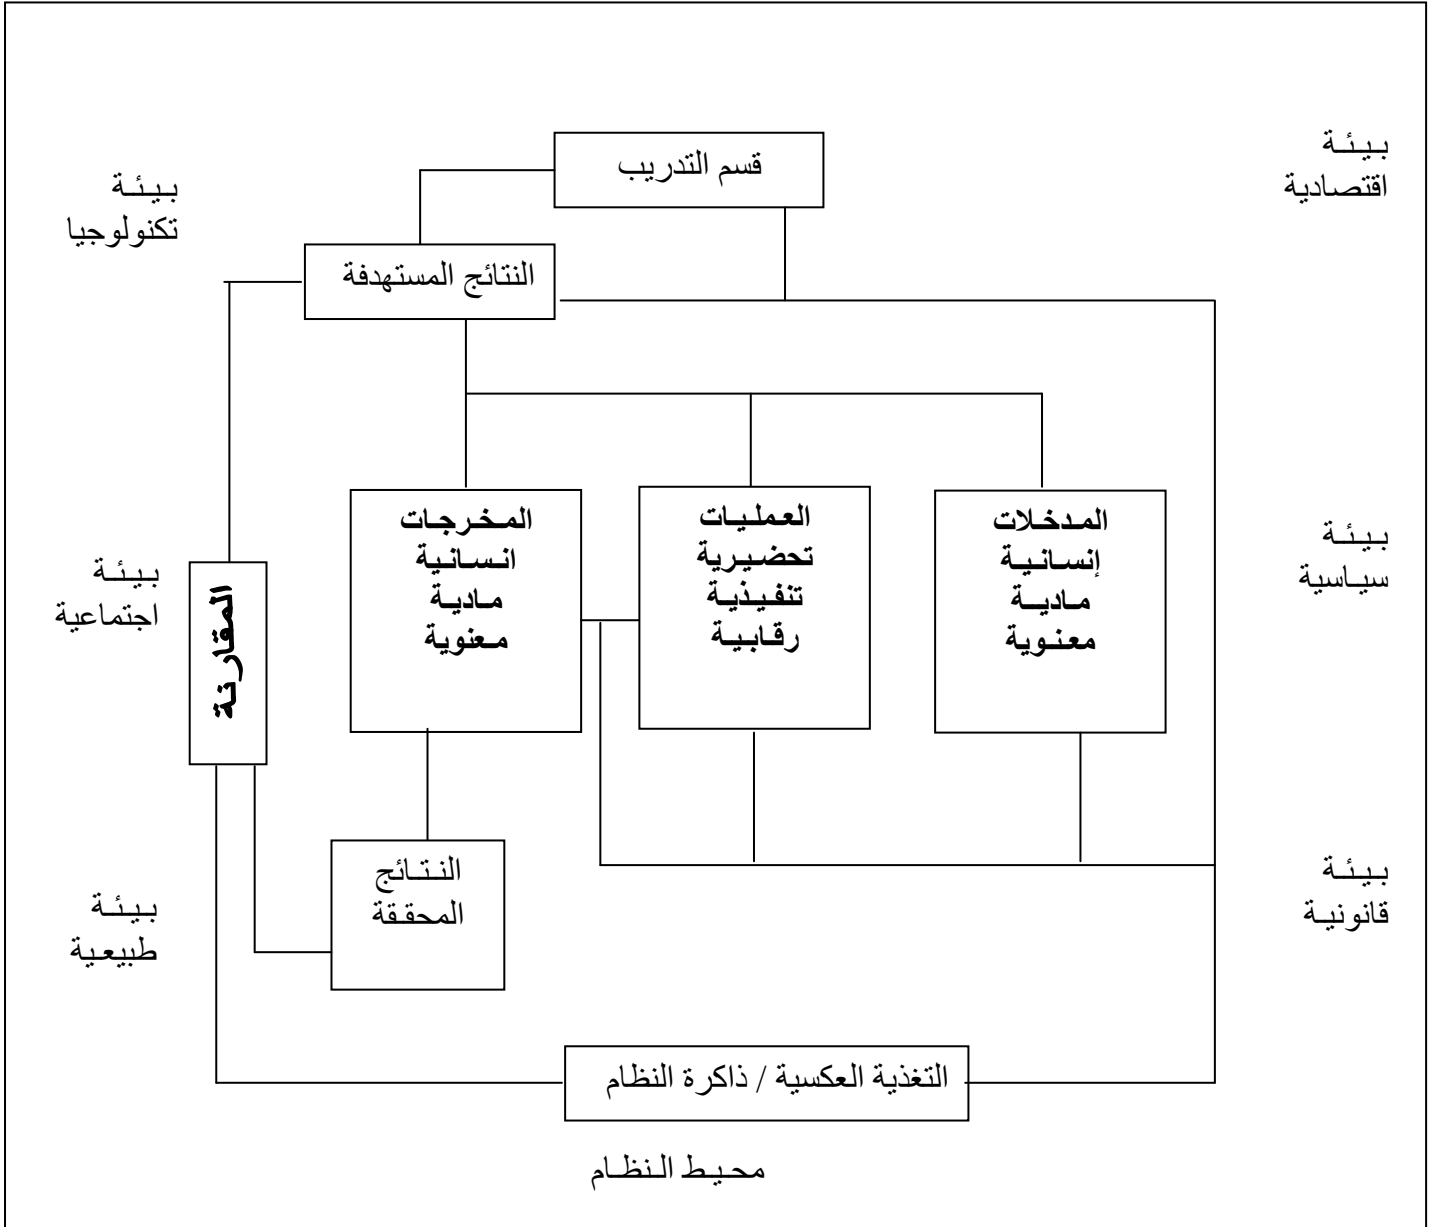 بيئة
اقتصادية
قسم التدريب
بيئة
تكنولوجيا
النتائج المستهدفة
بيئة
سياسية
المدخلات
إنسانية
مادية
معنوية
العمليات
تحضيرية
تنفيذية
رقابية
المخرجات
انسانية
مادية
معنوية
المقارنة
بيئة
اجتماعية
بيئة
قانونية
النتائج
المحققة
بيئة
طبيعية
التغذية العكسية / ذاكرة النظام
محيط النظام